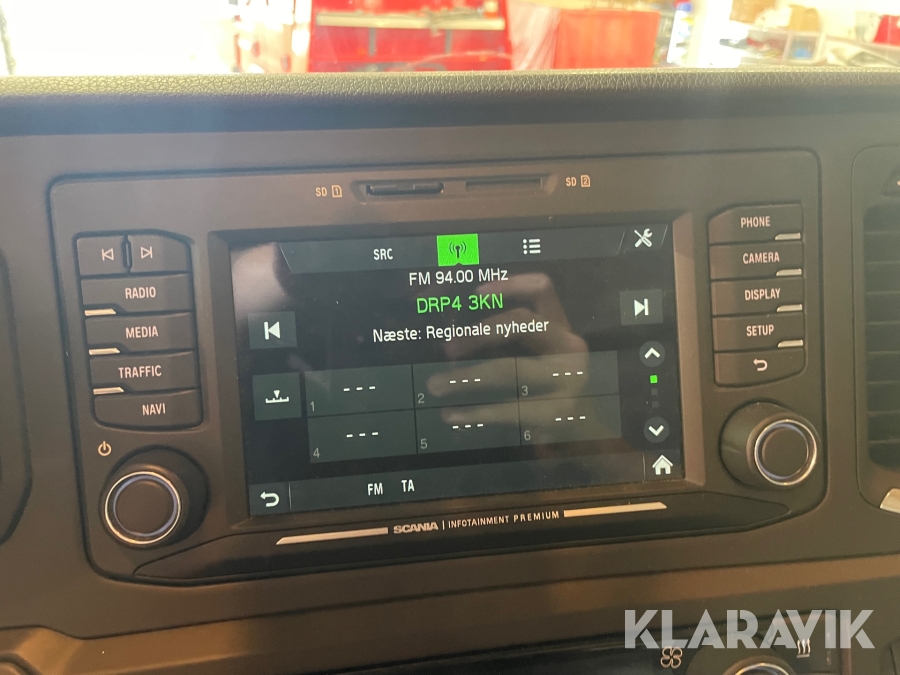 SD 1
SD 2
SRC
FM 94.00 MHz
DRP4 3KN
Næste: Regionale nyheder
1 ---
2 ---
3 ---
4 ---
5 ---
6 ---
FM TA
RADIO
MEDIA
TRAFFIC
NAVI
PHONE
CAMERA
DISPLAY
SETUP
SCANIA | INFOTAINMENT PREMIUM
KLARAVIK